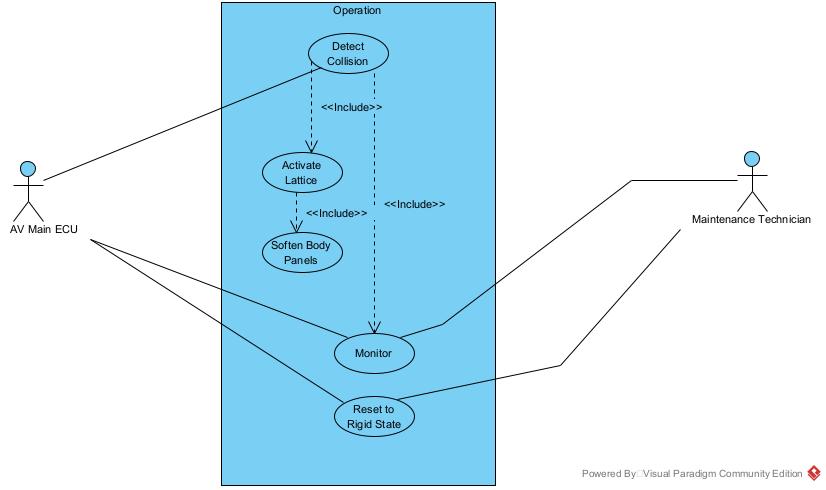 Operation
Detect
Collision
<<Include>>
Activate
Lattice
<<Include>>
<<Include>>
Soften Body
Panels
AV Main ECU
Maintenance Technician
Monitor
Reset to
Rigid State
Powered By Visual Paradigm Community Edition